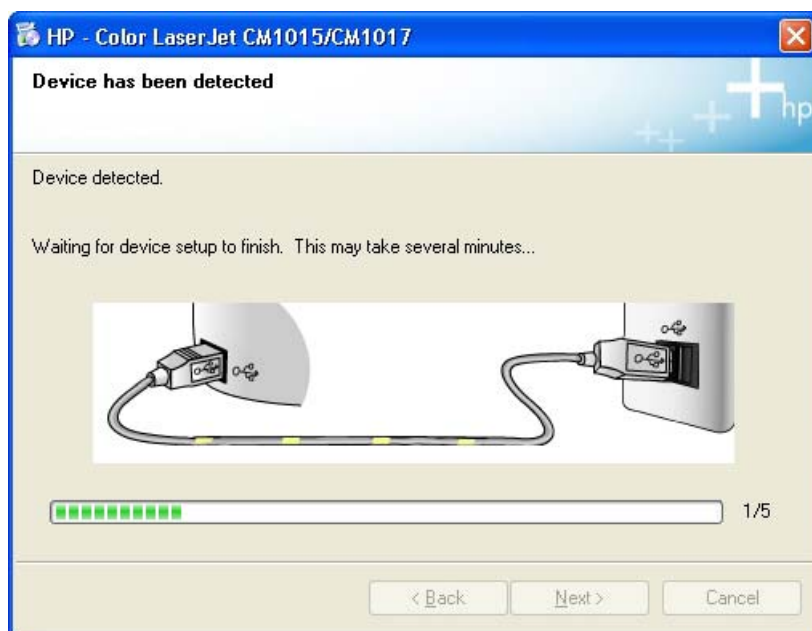 HP - Color LaserJet CM1015/CM1017
Device has been detected
hp
Device detected.
Waiting for device setup to finish. This may take several minutes...
1/5
< Back
Next >
Cancel